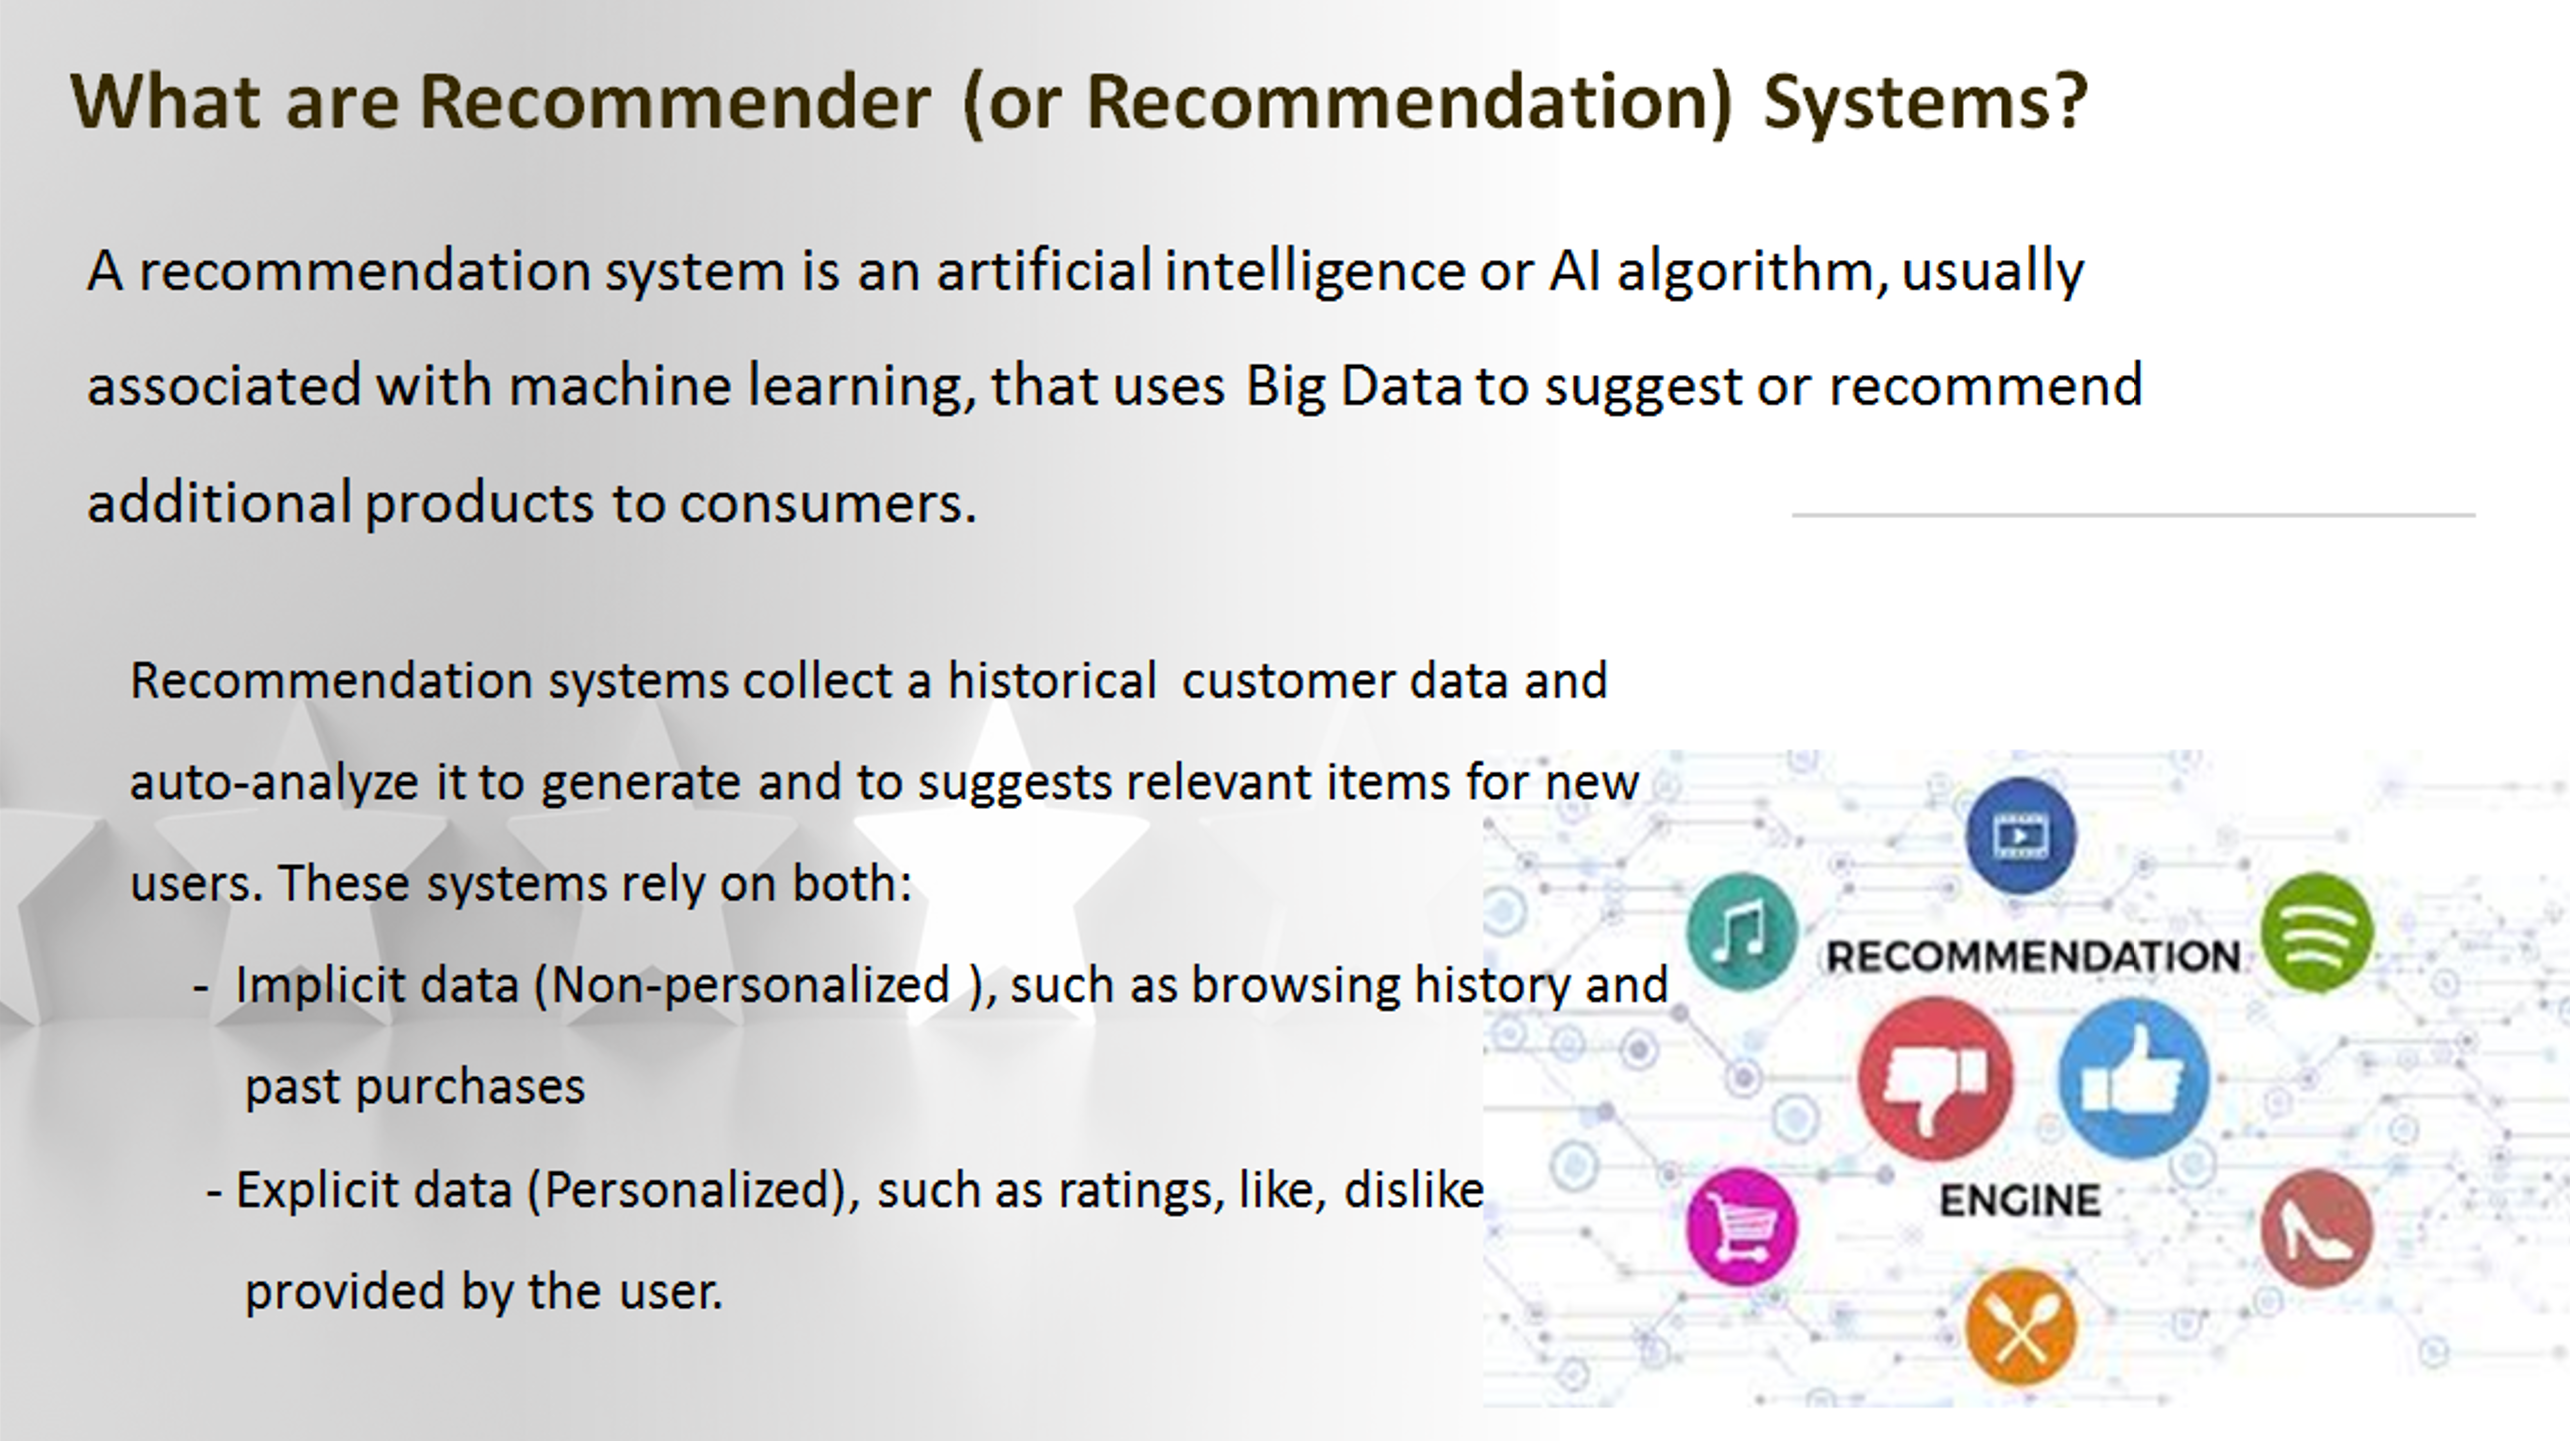 What are Recommender (or Recommendation) Systems?
A recommendation system is an artificial intelligence or AI algorithm, usually
associated with machine learning, that uses Big Data to suggest or recommend
additional products to consumers.
Recommendation systems collect a historical customer data and
auto-analyze it to generate and to suggests relevant items for new
users. These systems rely on both:
- Implicit data (Non-personalized ), such as browsing history and
past purchases
- Explicit data (Personalized), such as ratings, like, dislike
provided by the user.
RECOMMENDATION
ENGINE